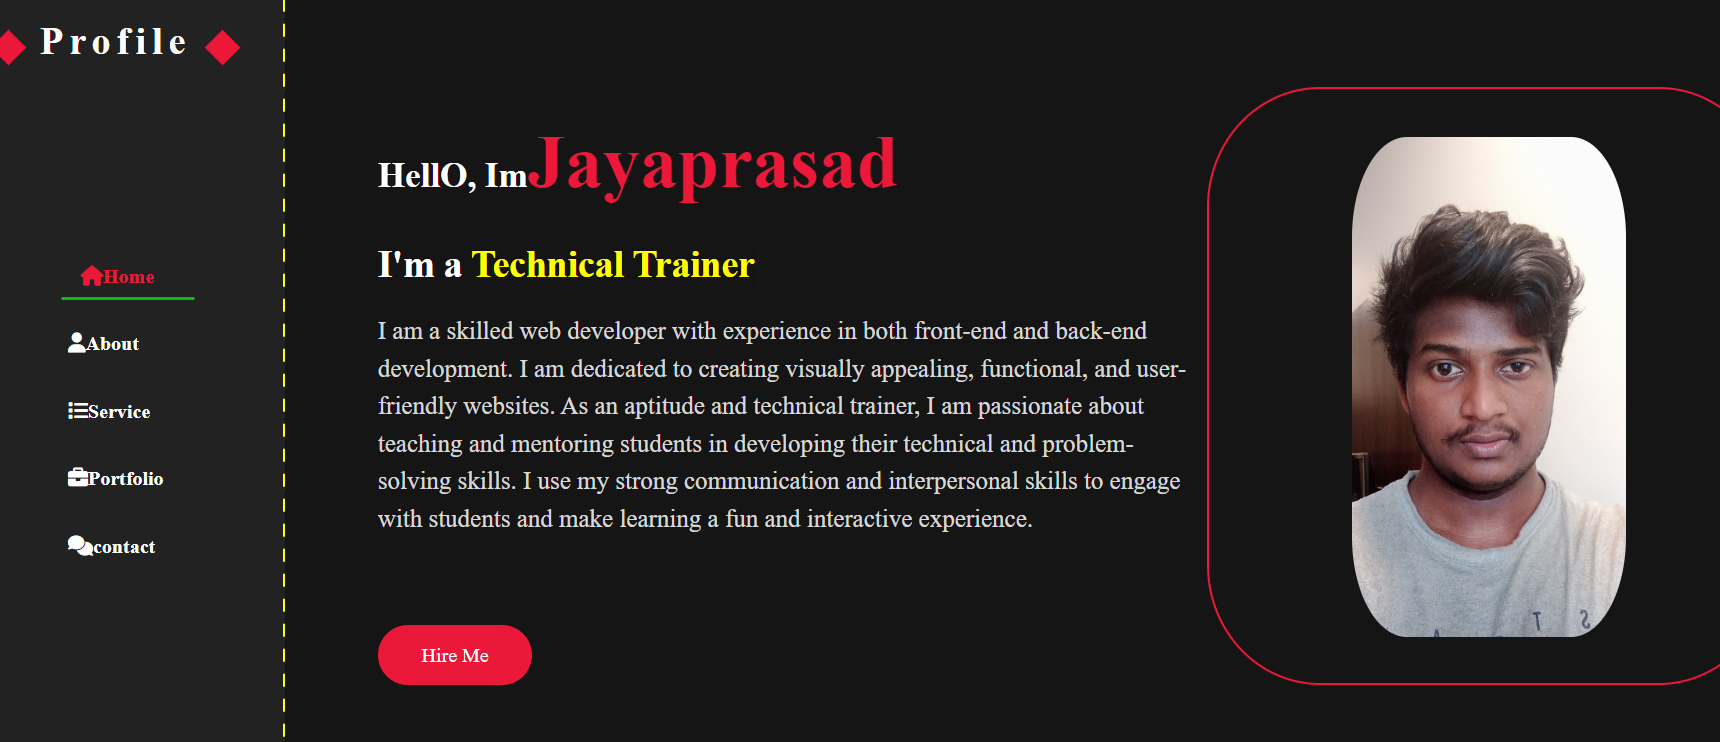 Profile
Home
About
Service
Portfolio
contact
HellO, Im Jayaprasad
I'm a Technical Trainer
I am a skilled web developer with experience in both front-end and back-end
development. I am dedicated to creating visually appealing, functional, and user-
friendly websites. As an aptitude and technical trainer, I am passionate about
teaching and mentoring students in developing their technical and problem-
solving skills. I use my strong communication and interpersonal skills to engage
with students and make learning a fun and interactive experience.
Hire Me